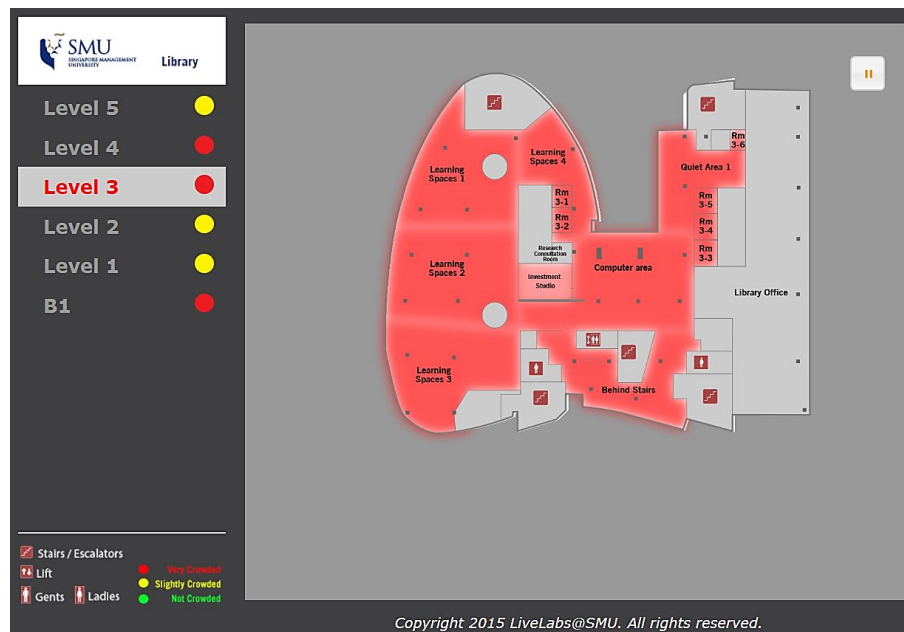 SMU
SINGAPORE MANAGEMENT
UNIVERSITY
Library
Level 5
Level 4
Level 3
Level 2
Level 1
B1
Stairs / Escalators
Lift
Gents
Ladies
Very Crowded
Slightly Crowded
Not Crowded
Learning
Spaces 1
Learning
Spaces 4
Rm
3-1
Rm
3-2
Research
Consultation
Room
Investment
Studio
Learning
Spaces 2
Learning
Spaces 3
Computer area
Behind Stairs
Rm
3-6
Quiet Area 1
Rm
3-5
Rm
3-4
Rm
3-3
Library Office
Copyright 2015 LiveLabs@SMU. All rights reserved.